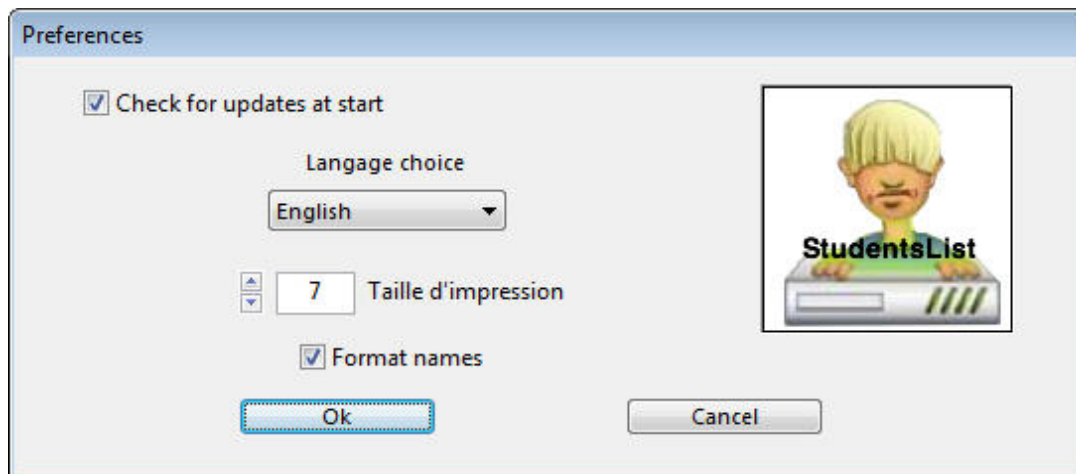 Preferences
Check for updates at start
Langage choice
English
7 Taille d'impression
Format names
Ok
Cancel
StudentsList